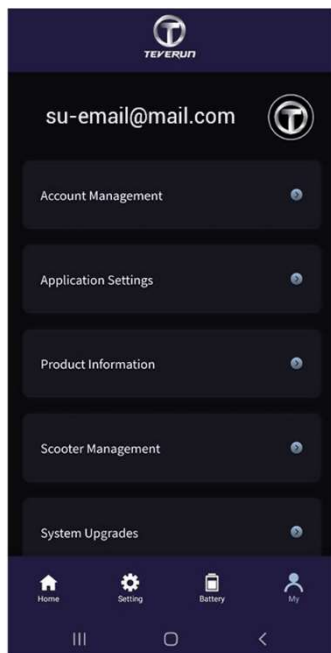 TEVERUN
su-email@mail.com
Account Management
Application Settings
Product Information
Scooter Management
System Upgrades
Home Setting Battery My